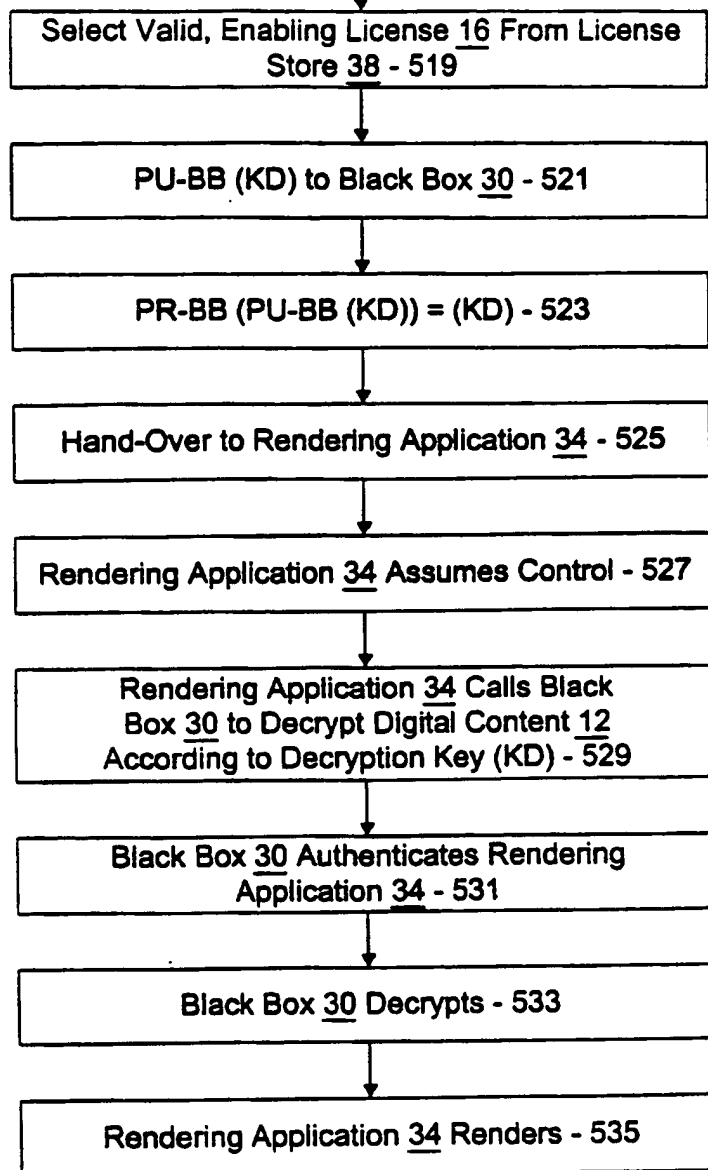 Select Valid, Enabling License 16 From License
Store 38 - 519
PU-BB (KD) to Black Box 30 - 521
PR-BB (PU-BB (KD)) = (KD) - 523
Hand-Over to Rendering Application 34 - 525
Rendering Application 34 Assumes Control - 527
Rendering Application 34 Calls Black
Box 30 to Decrypt Digital Content 12
According to Decryption Key (KD) - 529
Black Box 30 Authenticates Rendering
Application 34 - 531
Black Box 30 Decrypts - 533
Rendering Application 34 Renders - 535